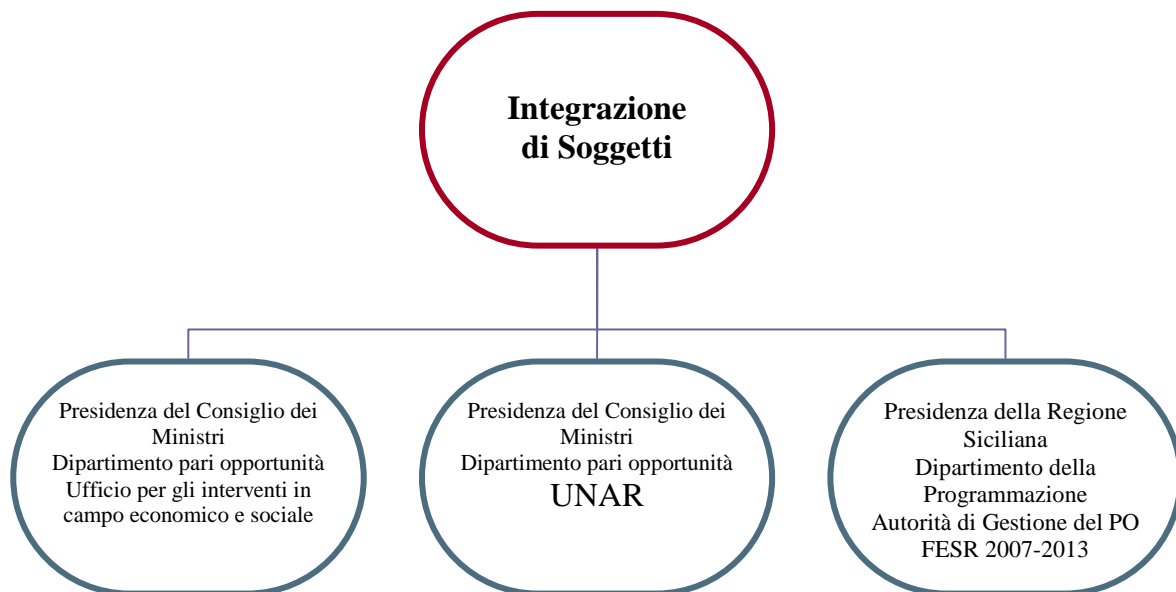 Integrazione
di Soggetti
Presidenza del Consiglio dei
Ministri
Dipartimento pari opportunità
Ufficio per gli interventi in
campo economico e sociale
Presidenza del Consiglio dei
Ministri
Dipartimento pari opportunità
UNAR
Presidenza della Regione
Siciliana
Dipartimento della
Programmazione
Autorità di Gestione del PO
FESR 2007-2013